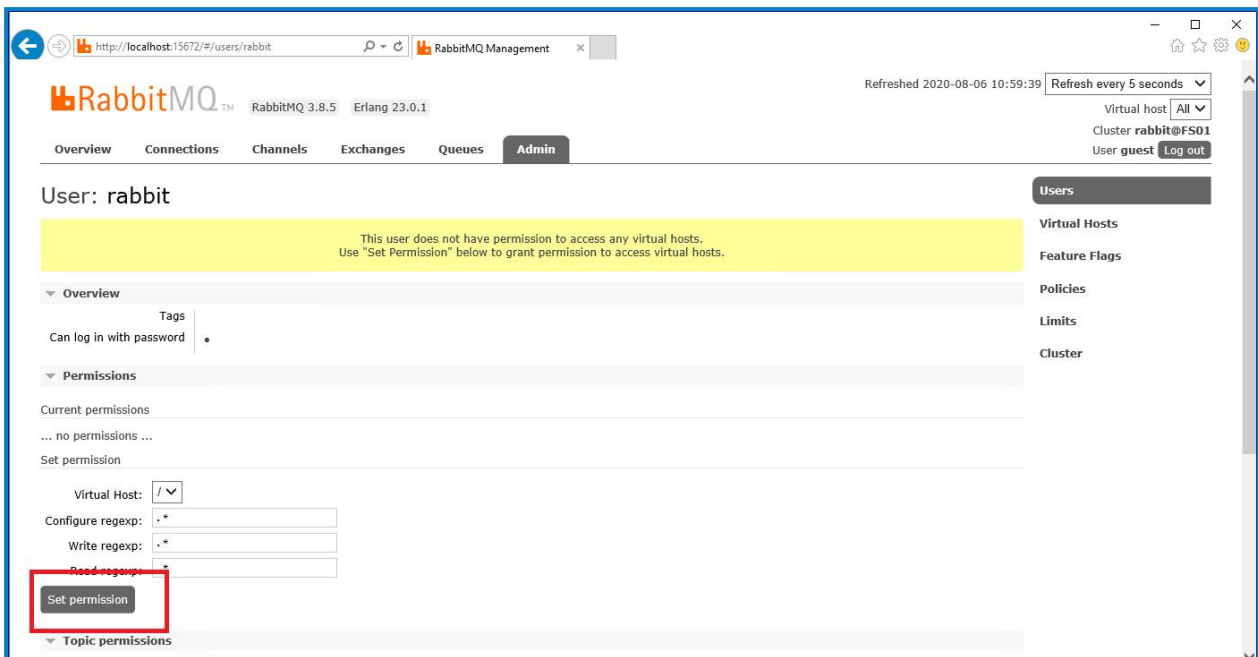 http://localhost:15672/#/users/rabbit
RabbitMQ Management
RabbitMQ TM
RabbitMQ 3.8.5 Erlang 23.0.1
Refreshed 2020-08-06 10:59:39 Refresh every 5 seconds
Virtual host All
Cluster rabbit@FS01
User guest Log out
Overview Connections Channels Exchanges Queues Admin
User: rabbit
This user does not have permission to access any virtual hosts.
Use "Set Permission" below to grant permission to access virtual hosts.
Overview
Tags
Can log in with password •
Permissions
Current permissions
... no permissions ...
Set permission
Virtual Host: /
Configure regexp: .*
Write regexp: .*
Read regexp: .*
Set permission
Topic permissions
Users
Virtual Hosts
Feature Flags
Policies
Limits
Cluster